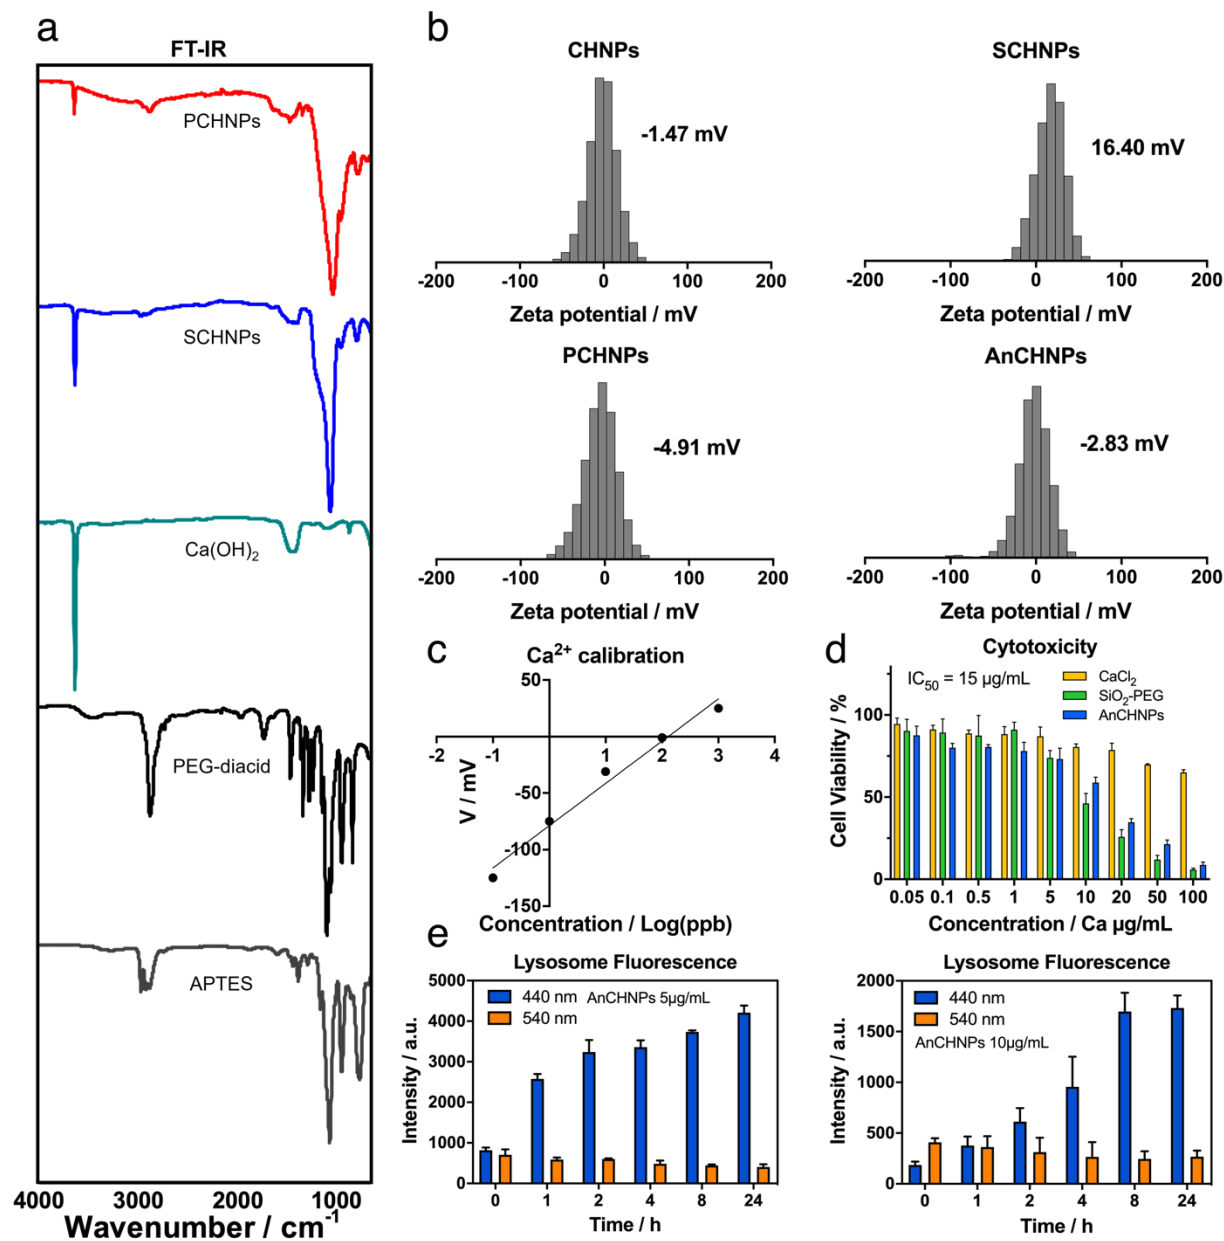 a
FT-IR
PCHNPs
SCHNPs
Ca(OH)2
PEG-diacid
APTES
4000 3000 2000 1000
Wavenumber / cm-1
b
CHNPs
-1.47 mV
-200 -100 0 100 200
Zeta potential / mV
SCHNPs
16.40 mV
-200 -100 0 100 200
Zeta potential / mV
PCHNPs
-4.91 mV
-200 -100 0 100 200
Zeta potential / mV
AnCHNPs
-2.83 mV
-200 -100 0 100 200
Zeta potential / mV
c
Ca2+ calibration
50
-2 -1 0 1 2 3 4
-50
-100
-150
V / mV
Concentration / Log(ppb)
d
Cytotoxicity
IC50 = 15 µg/mL
CaCl2
SiO2-PEG
AnCHNPs
100
50
0
Cell Viability / %
0.05 0.1 0.5 1 5 10 20 50 100
Concentration / Ca µg/mL
e
Lysosome Fluorescence
440 nm AnCHNPs 5µg/mL
540 nm
5000
4000
3000
2000
1000
0
Intensity / a.u.
0 1 2 4 8 24
Time / h
Lysosome Fluorescence
440 nm
540 nm
AnCHNPs 10µg/mL
2000
1500
1000
500
0
Intensity / a.u.
0 1 2 4 8 24
Time / h